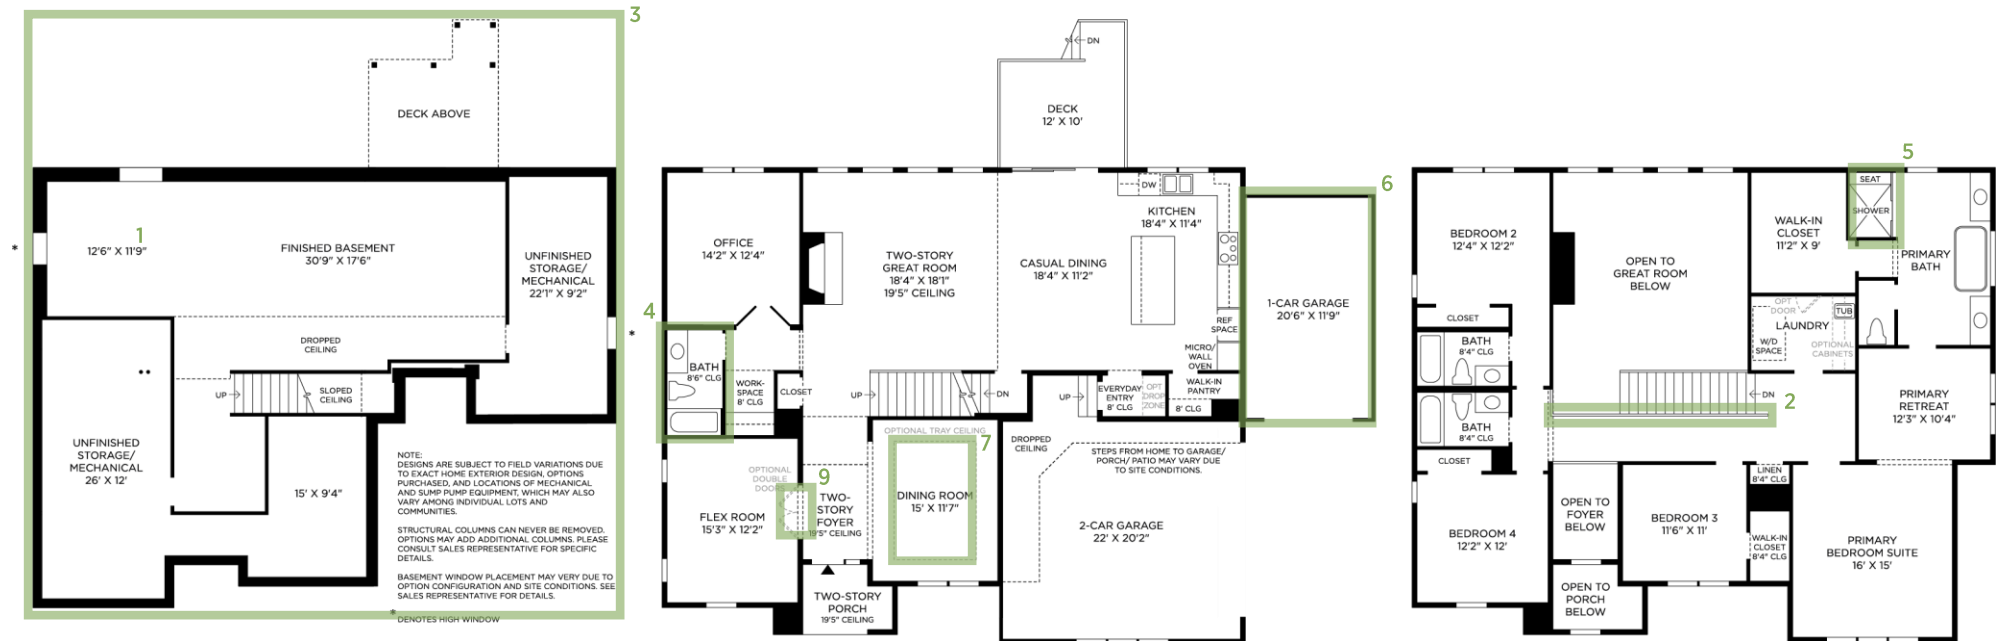 3
DECK ABOVE
1
12'6" X 11'9"
FINISHED BASEMENT
30'9" X 17'6"
UNFINISHED
STORAGE/
MECHANICAL
22'1" X 9'2"
*
*
DROPPED
CEILING
UP
SLOPED
CEILING
UNFINISHED
STORAGE/
MECHANICAL
26' X 12'
15' X 9'4"
NOTE:
DESIGNS ARE SUBJECT TO FIELD VARIATIONS DUE
TO EXACT HOME EXTERIOR DESIGN, OPTIONS
PURCHASED, AND LOCATIONS OF MECHANICAL
AND SUMP PUMP EQUIPMENT, WHICH MAY ALSO
VARY AMONG INDIVIDUAL LOTS AND
COMMUNITIES.
STRUCTURAL COLUMNS CAN NEVER BE REMOVED.
OPTIONS MAY ADD ADDITIONAL COLUMNS. PLEASE
CONSULT SALES REPRESENTATIVE FOR SPECIFIC
DETAILS.
BASEMENT WINDOW PLACEMENT MAY VERY DUE TO
OPTION CONFIGURATION AND SITE CONDITIONS. SEE
SALES REPRESENTATIVE FOR DETAILS.
*
DENOTES HIGH WINDOW
DN
DECK
12' X 10'
DW
KITCHEN
18'4" X 11'4"
OFFICE
14'2" X 12'4"
TWO-STORY
GREAT ROOM
18'4" X 18'1"
19'5" CEILING
CASUAL DINING
18'4" X 11'2"
REF
SPACE
MICRO/
WALL
OVEN
6
1-CAR GARAGE
20'6" X 11'9"
4
BATH
8'6" CLG
WORK-
SPACE
8' CLG
CLOSET
UP
DN
UP
EVERYDAY
ENTRY
8' CLG
OPT
DROP
ZONE
WALK-IN
PANTRY
8' CLG
OPTIONAL TRAY CEILING
7
DROPPED
CEILING
STEPS FROM HOME TO GARAGE/
PORCH/ PATIO MAY VARY DUE
TO SITE CONDITIONS.
OPTIONAL
DOUBLE
DOORS
9
FLEX ROOM
15'3" X 12'2"
TWO-
STORY
FOYER
19'5" CEILING
DINING ROOM
15' X 11'7"
2-CAR GARAGE
22' X 20'2"
TWO-STORY
PORCH
19'5" CEILING
5
SEAT
SHOWER
BEDROOM 2
12'4" X 12'2"
OPEN TO
GREAT ROOM
BELOW
WALK-IN
CLOSET
11'2" X 9'
PRIMARY
BATH
CLOSET
OPT
DOOR
TUB
LAUNDRY
W/D
SPACE
OPTIONAL
CABINETS
BATH
8'4" CLG
DN
2
PRIMARY
RETREAT
12'3" X 10'4"
BATH
8'4" CLG
CLOSET
LINEN
8'4" CLG
OPEN TO
FOYER
BELOW
BEDROOM 3
11'6" X 11'
BEDROOM 4
12'2" X 12'
WALK-IN
CLOSET
8'4" CLG
PRIMARY
BEDROOM SUITE
16' X 15'
OPEN TO
PORCH
BELOW